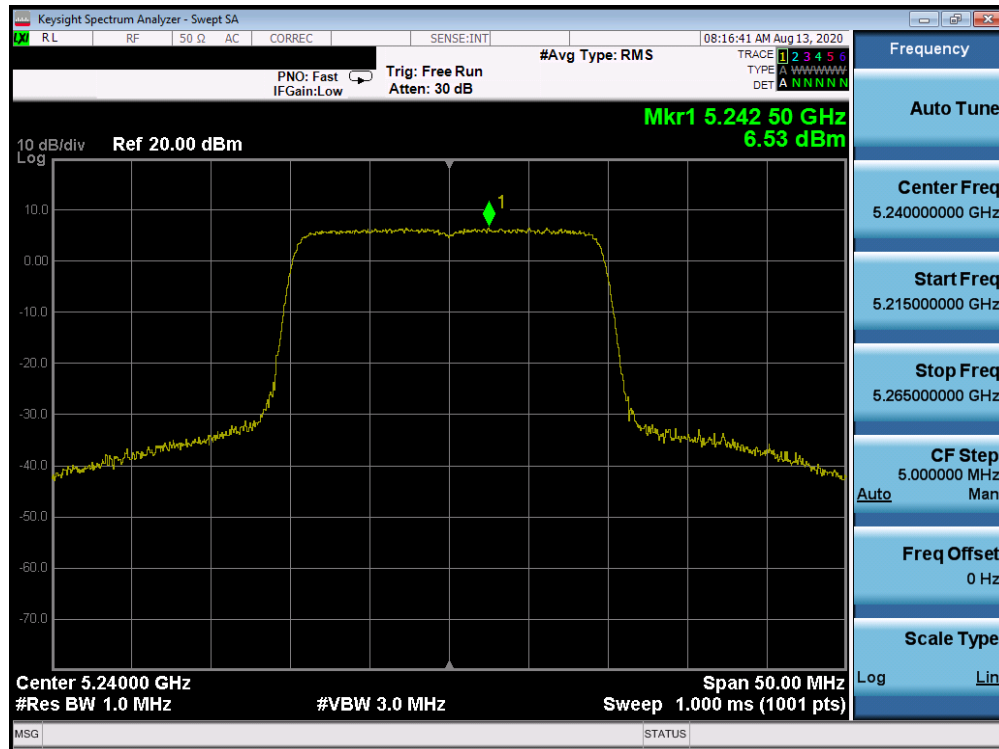 Keysight Spectrum Analyzer - Swept SA
LXI RL RF 50 Ω AC CORREC SENSE:INT 08:16:41 AM Aug 13, 2020
PNO: Fast
IFGain:Low
Trig: Free Run
Atten: 30 dB
#Avg Type: RMS
TRACE 1 2 3 4 5 6
TYPE A WWWWW
DET A N N N N N
Mkr1 5.242 50 GHz
6.53 dBm
10 dB/div Ref 20.00 dBm
Log
1
10.0
0.00
-10.0
-20.0
-30.0
-40.0
-50.0
-60.0
-70.0
Center 5.24000 GHz Span 50.00 MHz
#Res BW 1.0 MHz #VBW 3.0 MHz Sweep 1.000 ms (1001 pts)
MSG STATUS
Frequency
Auto Tune
Center Freq
5.240000000 GHz
Start Freq
5.215000000 GHz
Stop Freq
5.265000000 GHz
CF Step
5.000000 MHz
Auto Man
Freq Offset
0 Hz
Scale Type
Log Lin